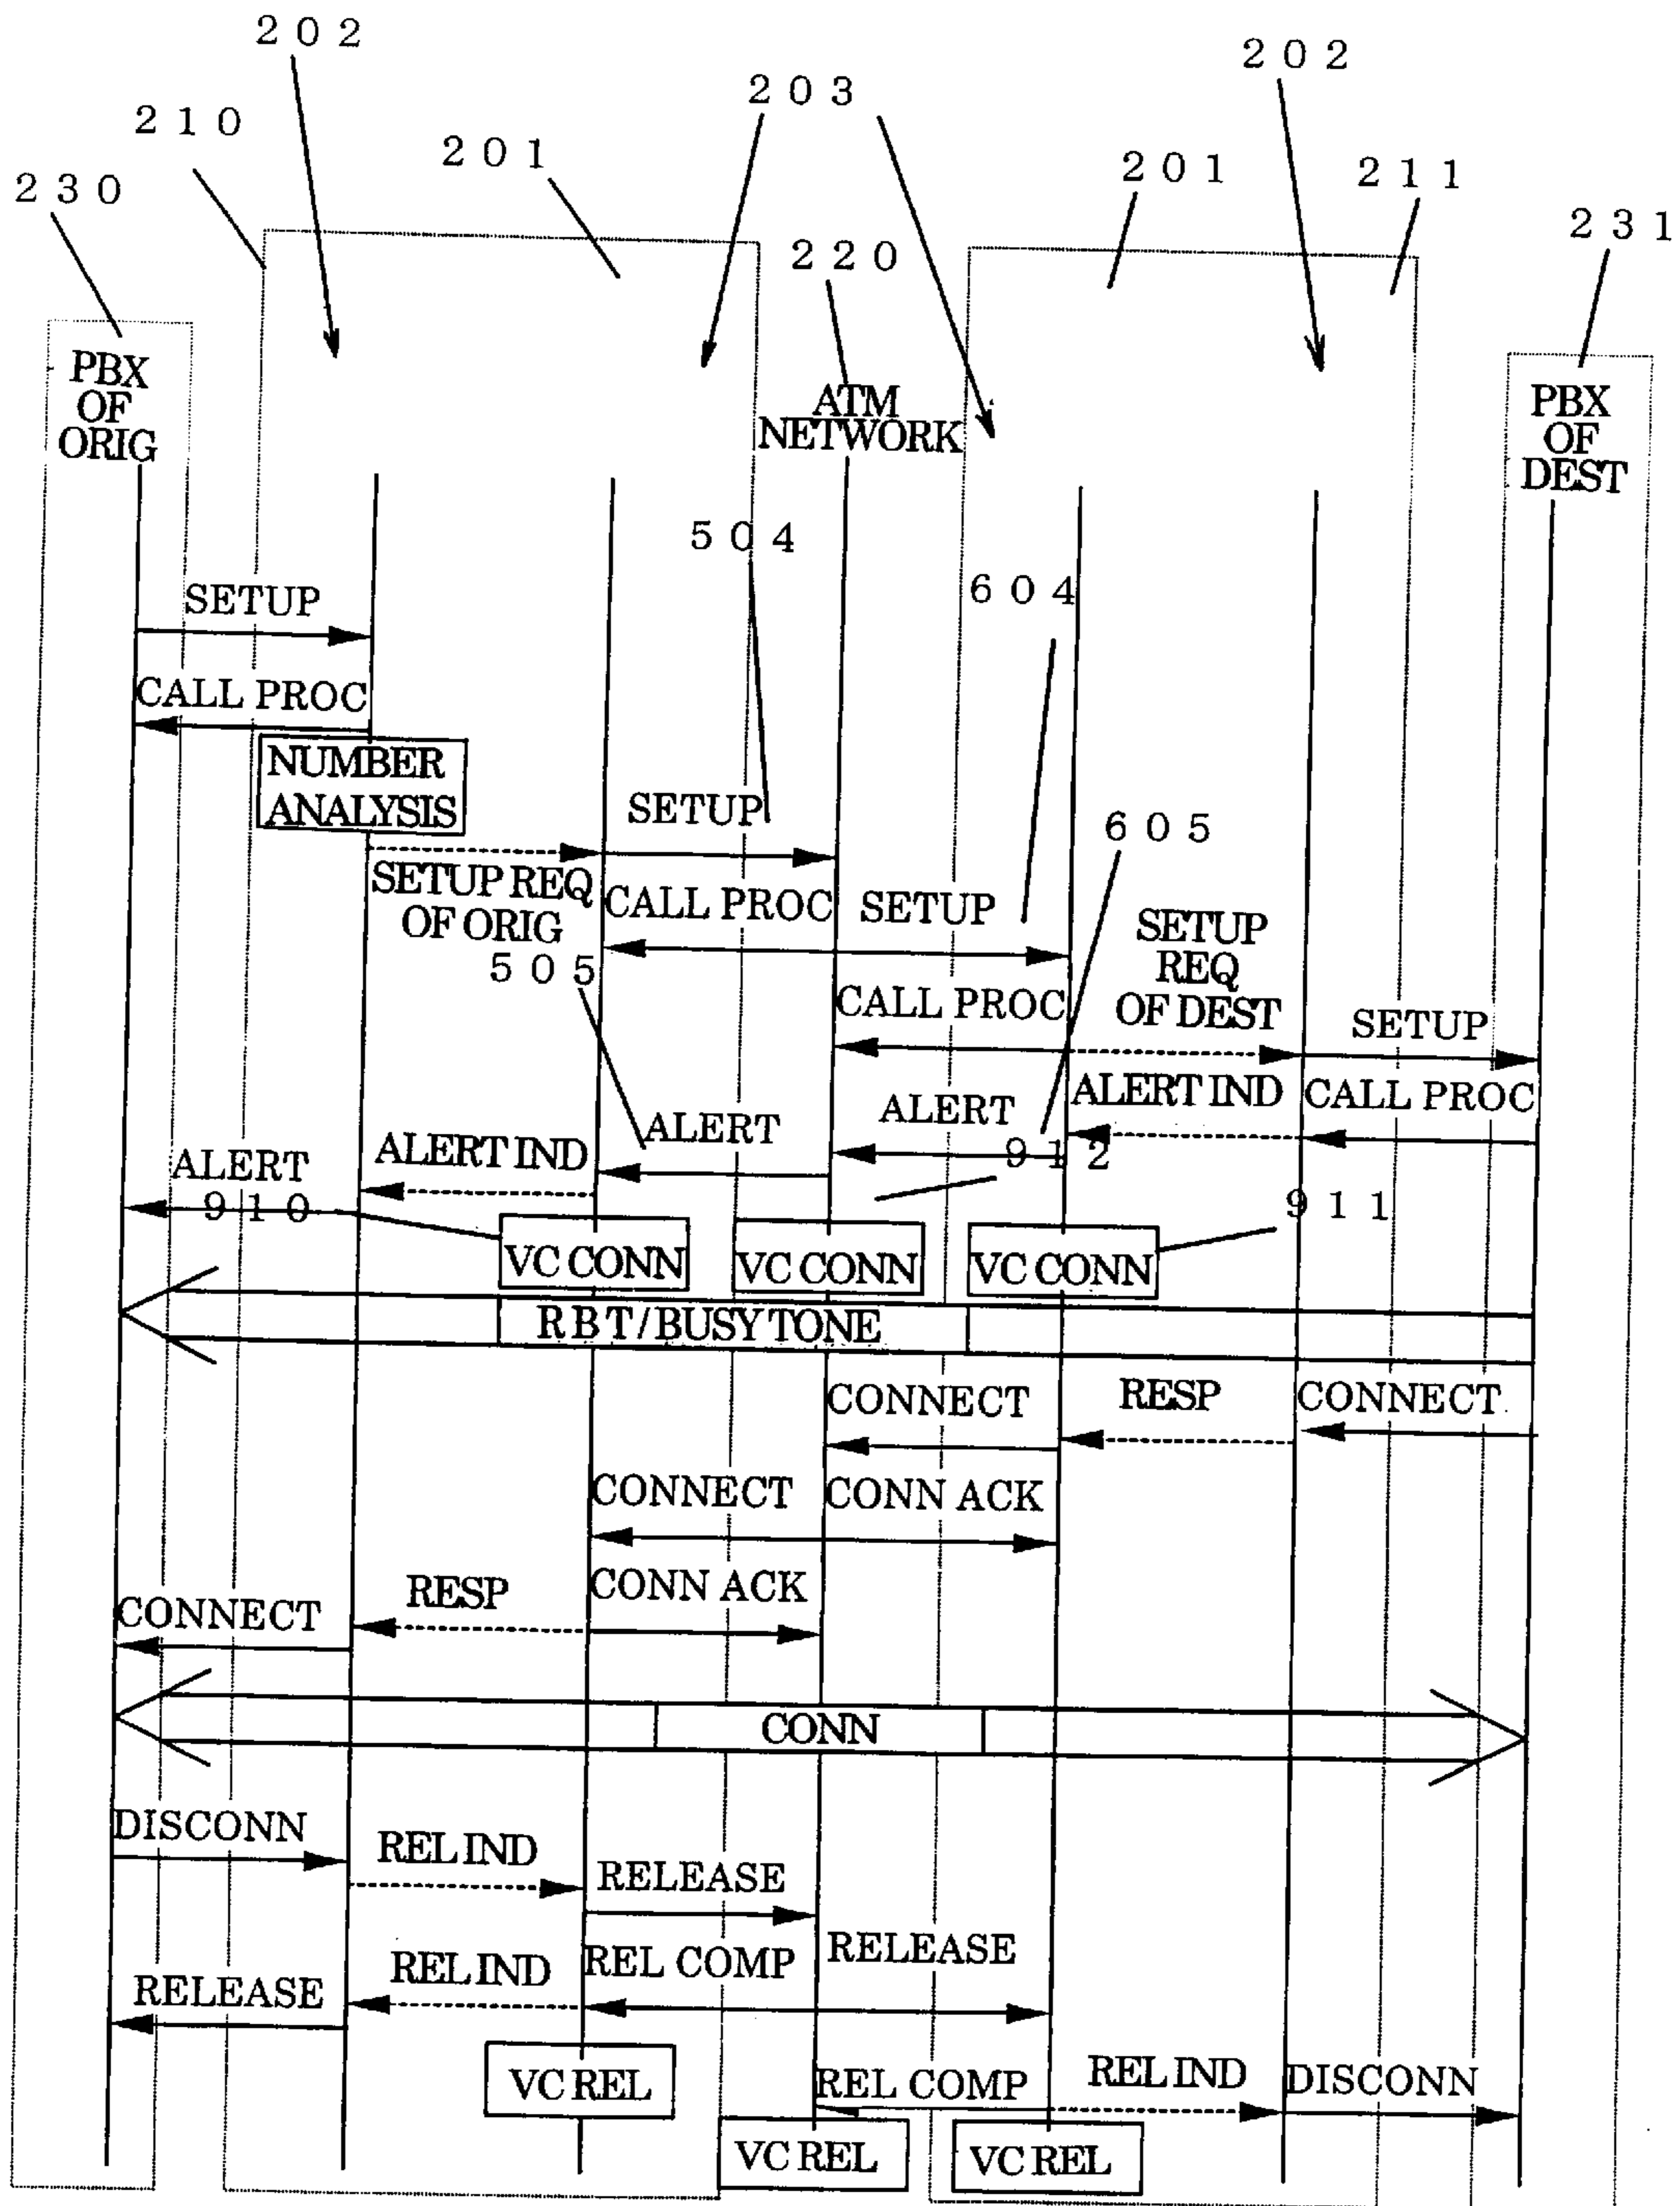 202
202
203
210
201
201
211
230
231
220
PBX
OF
ORIG
ATM
NETWORK
PBX
OF
DEST
504
604
SETUP
CALL PROC
NUMBER
ANALYSIS
SETUP
605
SETUP REQ
OF ORIG
CALL PROC
SETUP
SETUP
REQ
OF DEST
505
CALL PROC
SETUP
ALERT IND
CALL PROC
ALERT
ALERT
ALERT IND
912
ALERT
910
911
VC CONN
VC CONN
VC CONN
RBT/BUSY TONE
CONNECT
RESP
CONNECT
CONNECT
CONN ACK
RESP
CONN ACK
CONNECT
CONN
DISCONN
REL IND
RELEASE
RELEASE
REL COMP
REL IND
RELEASE
VC REL
REL COMP
REL IND
DISCONN
VC REL
VC REL